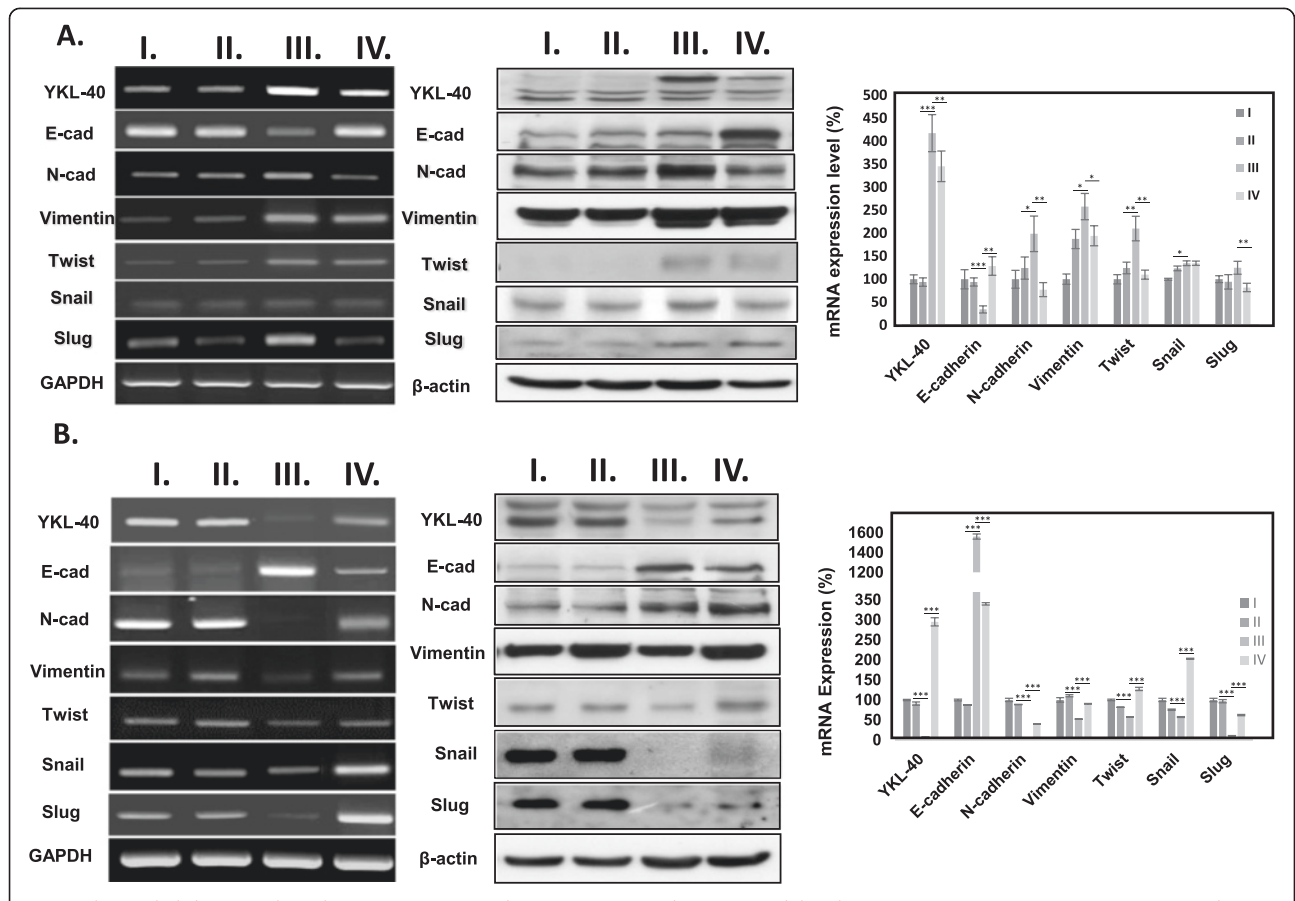 A.
I. II. III. IV.
YKL-40
E-cad
N-cad
Vimentin
Twist
Snail
Slug
GAPDH
I. II. III. IV.
YKL-40
E-cad
N-cad
Vimentin
Twist
Snail
Slug
β-actin
mRNA expression level (%)
500
450
400
350
300
250
200
150
100
50
0
*** ** *** ** * ** * * ** ** * **
I
II
III
IV
YKL-40 E-cadherin N-cadherin Vimentin Twist Snail Slug
B.
I. II. III. IV.
YKL-40
E-cad
N-cad
Vimentin
Twist
Snail
Slug
GAPDH
I. II. III. IV.
YKL-40
E-cad
N-cad
Vimentin
Twist
Snail
Slug
β-actin
mRNA Expression (%)
1600
1400
1200
350
300
250
200
150
100
50
0
*** *** *** *** *** *** *** *** *** *** *** *** *** ***
I
II
III
IV
YKL-40 E-cadherin N-cadherin Vimentin Twist Snail Slug